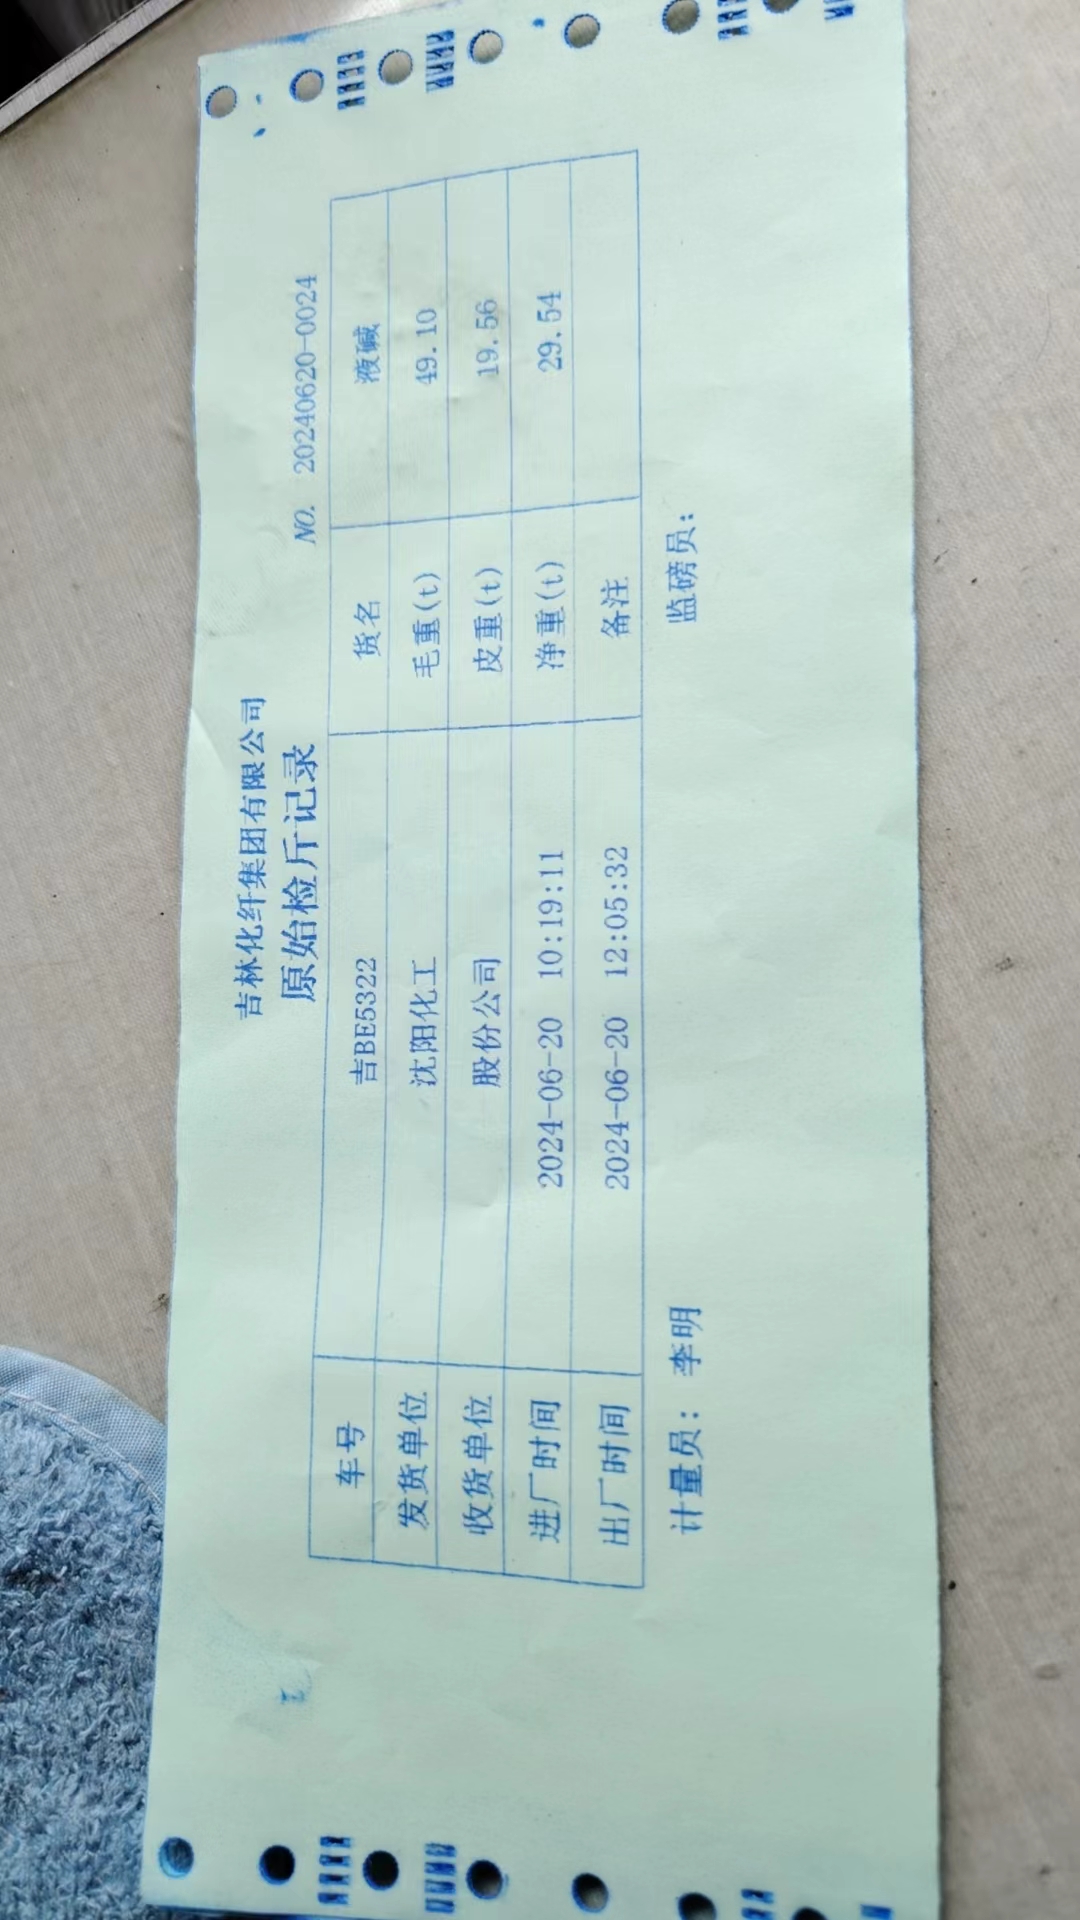 吉林化纤集团有限公司
原始检斤记录
NO. 20240620-0024
车号 吉BE5322 货名 液碱
发货单位 沈阳化工 毛重(t) 49.10
收货单位 股份公司 皮重(t) 19.56
进厂时间 2024-06-20 10:19:11 净重(t) 29.54
出厂时间 2024-06-20 12:05:32 备注
计量员: 李明 监磅员: